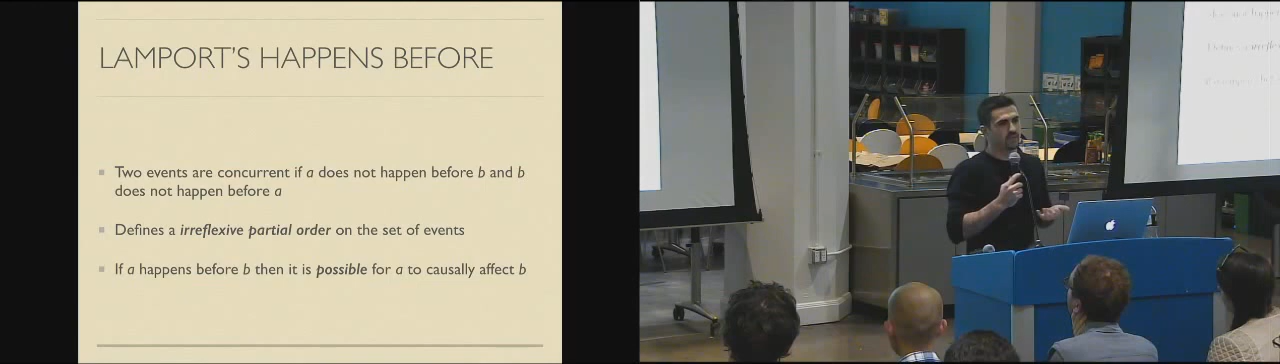 LAMPORT'S HAPPENS BEFORE
Two events are concurrent if a does not happen before b and b
does not happen before a
Defines a irreflexive partial order on the set of events
If a happens before b then it is possible for a to causally affect b